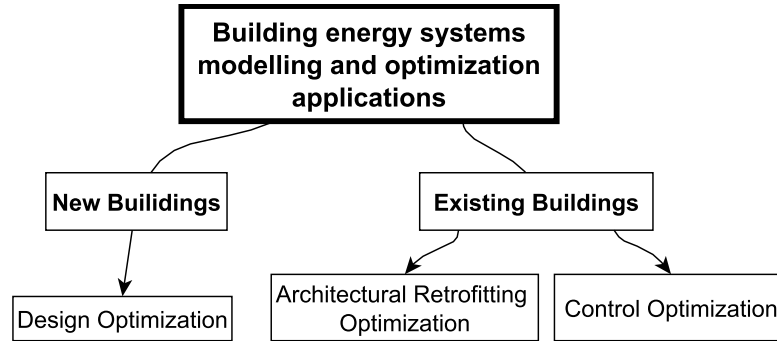 Building energy systems
modelling and optimization
applications
New Builidings
Existing Buildings
Design Optimization
Architectural Retrofitting
Optimization
Control Optimization